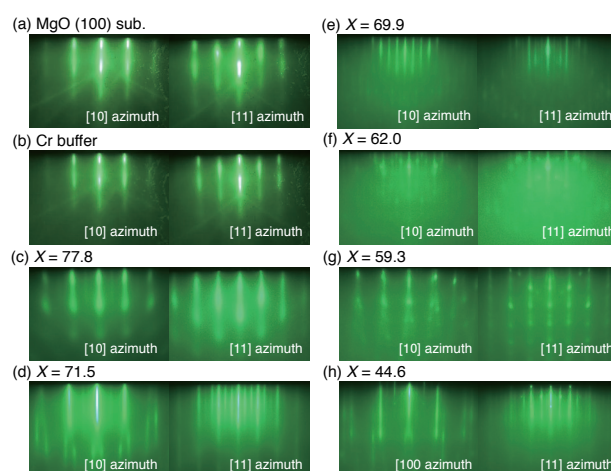 (a) MgO (100) sub.
[10] azimuth
[11] azimuth
(b) Cr buffer
[10] azimuth
[11] azimuth
(c) X = 77.8
[10] azimuth
[11] azimuth
(d) X = 71.5
[10] azimuth
[11] azimuth
(e) X = 69.9
[10] azimuth
[11] azimuth
(f) X = 62.0
[10] azimuth
[11] azimuth
(g) X = 59.3
[10] azimuth
[11] azimuth
(h) X = 44.6
[100 azimuth
[11] azimuth